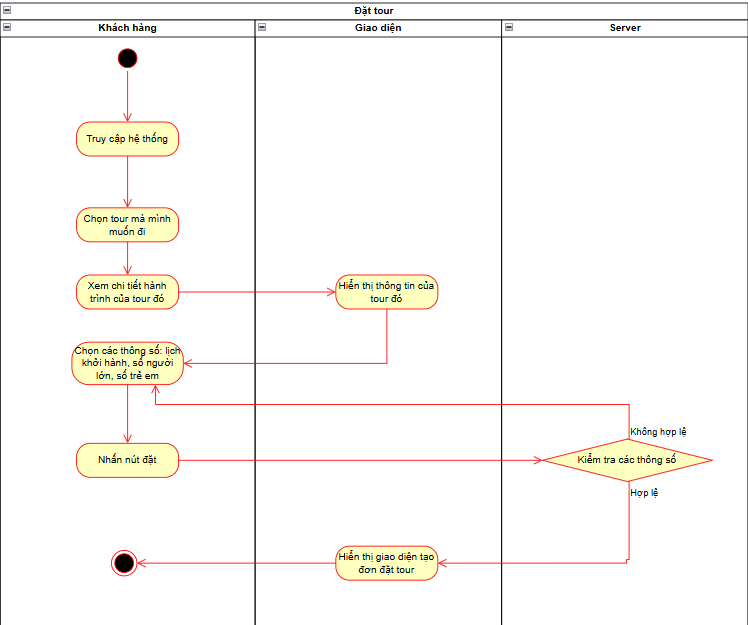 Đặt tour
Khách hàng
Giao diện
Server
Truy cập hệ thống
Chọn tour mà mình
muốn đi
Xem chi tiết hành
trình của tour đó
Hiển thị thông tin của
tour đó
Chọn các thông số: lịch
khởi hành, số người
lớn, số trẻ em
Không hợp lệ
Nhấn nút đặt
Kiểm tra các thông số
Hợp lệ
Hiển thị giao diện tạo
đơn đặt tour